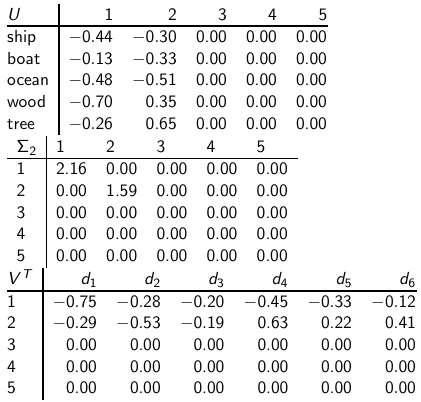 U 1 2 3 4 5
ship −0.44 −0.30 0.00 0.00 0.00
boat −0.13 −0.33 0.00 0.00 0.00
ocean −0.48 −0.51 0.00 0.00 0.00
wood −0.70 0.35 0.00 0.00 0.00
tree −0.26 0.65 0.00 0.00 0.00
Σ₂ 1 2 3 4 5
1 2.16 0.00 0.00 0.00 0.00
2 0.00 1.59 0.00 0.00 0.00
3 0.00 0.00 0.00 0.00 0.00
4 0.00 0.00 0.00 0.00 0.00
5 0.00 0.00 0.00 0.00 0.00
Vᵀ d₁ d₂ d₃ d₄ d₅ d₆
1 −0.75 −0.28 −0.20 −0.45 −0.33 −0.12
2 −0.29 −0.53 −0.19 0.63 0.22 0.41
3 0.00 0.00 0.00 0.00 0.00 0.00
4 0.00 0.00 0.00 0.00 0.00 0.00
5 0.00 0.00 0.00 0.00 0.00 0.00